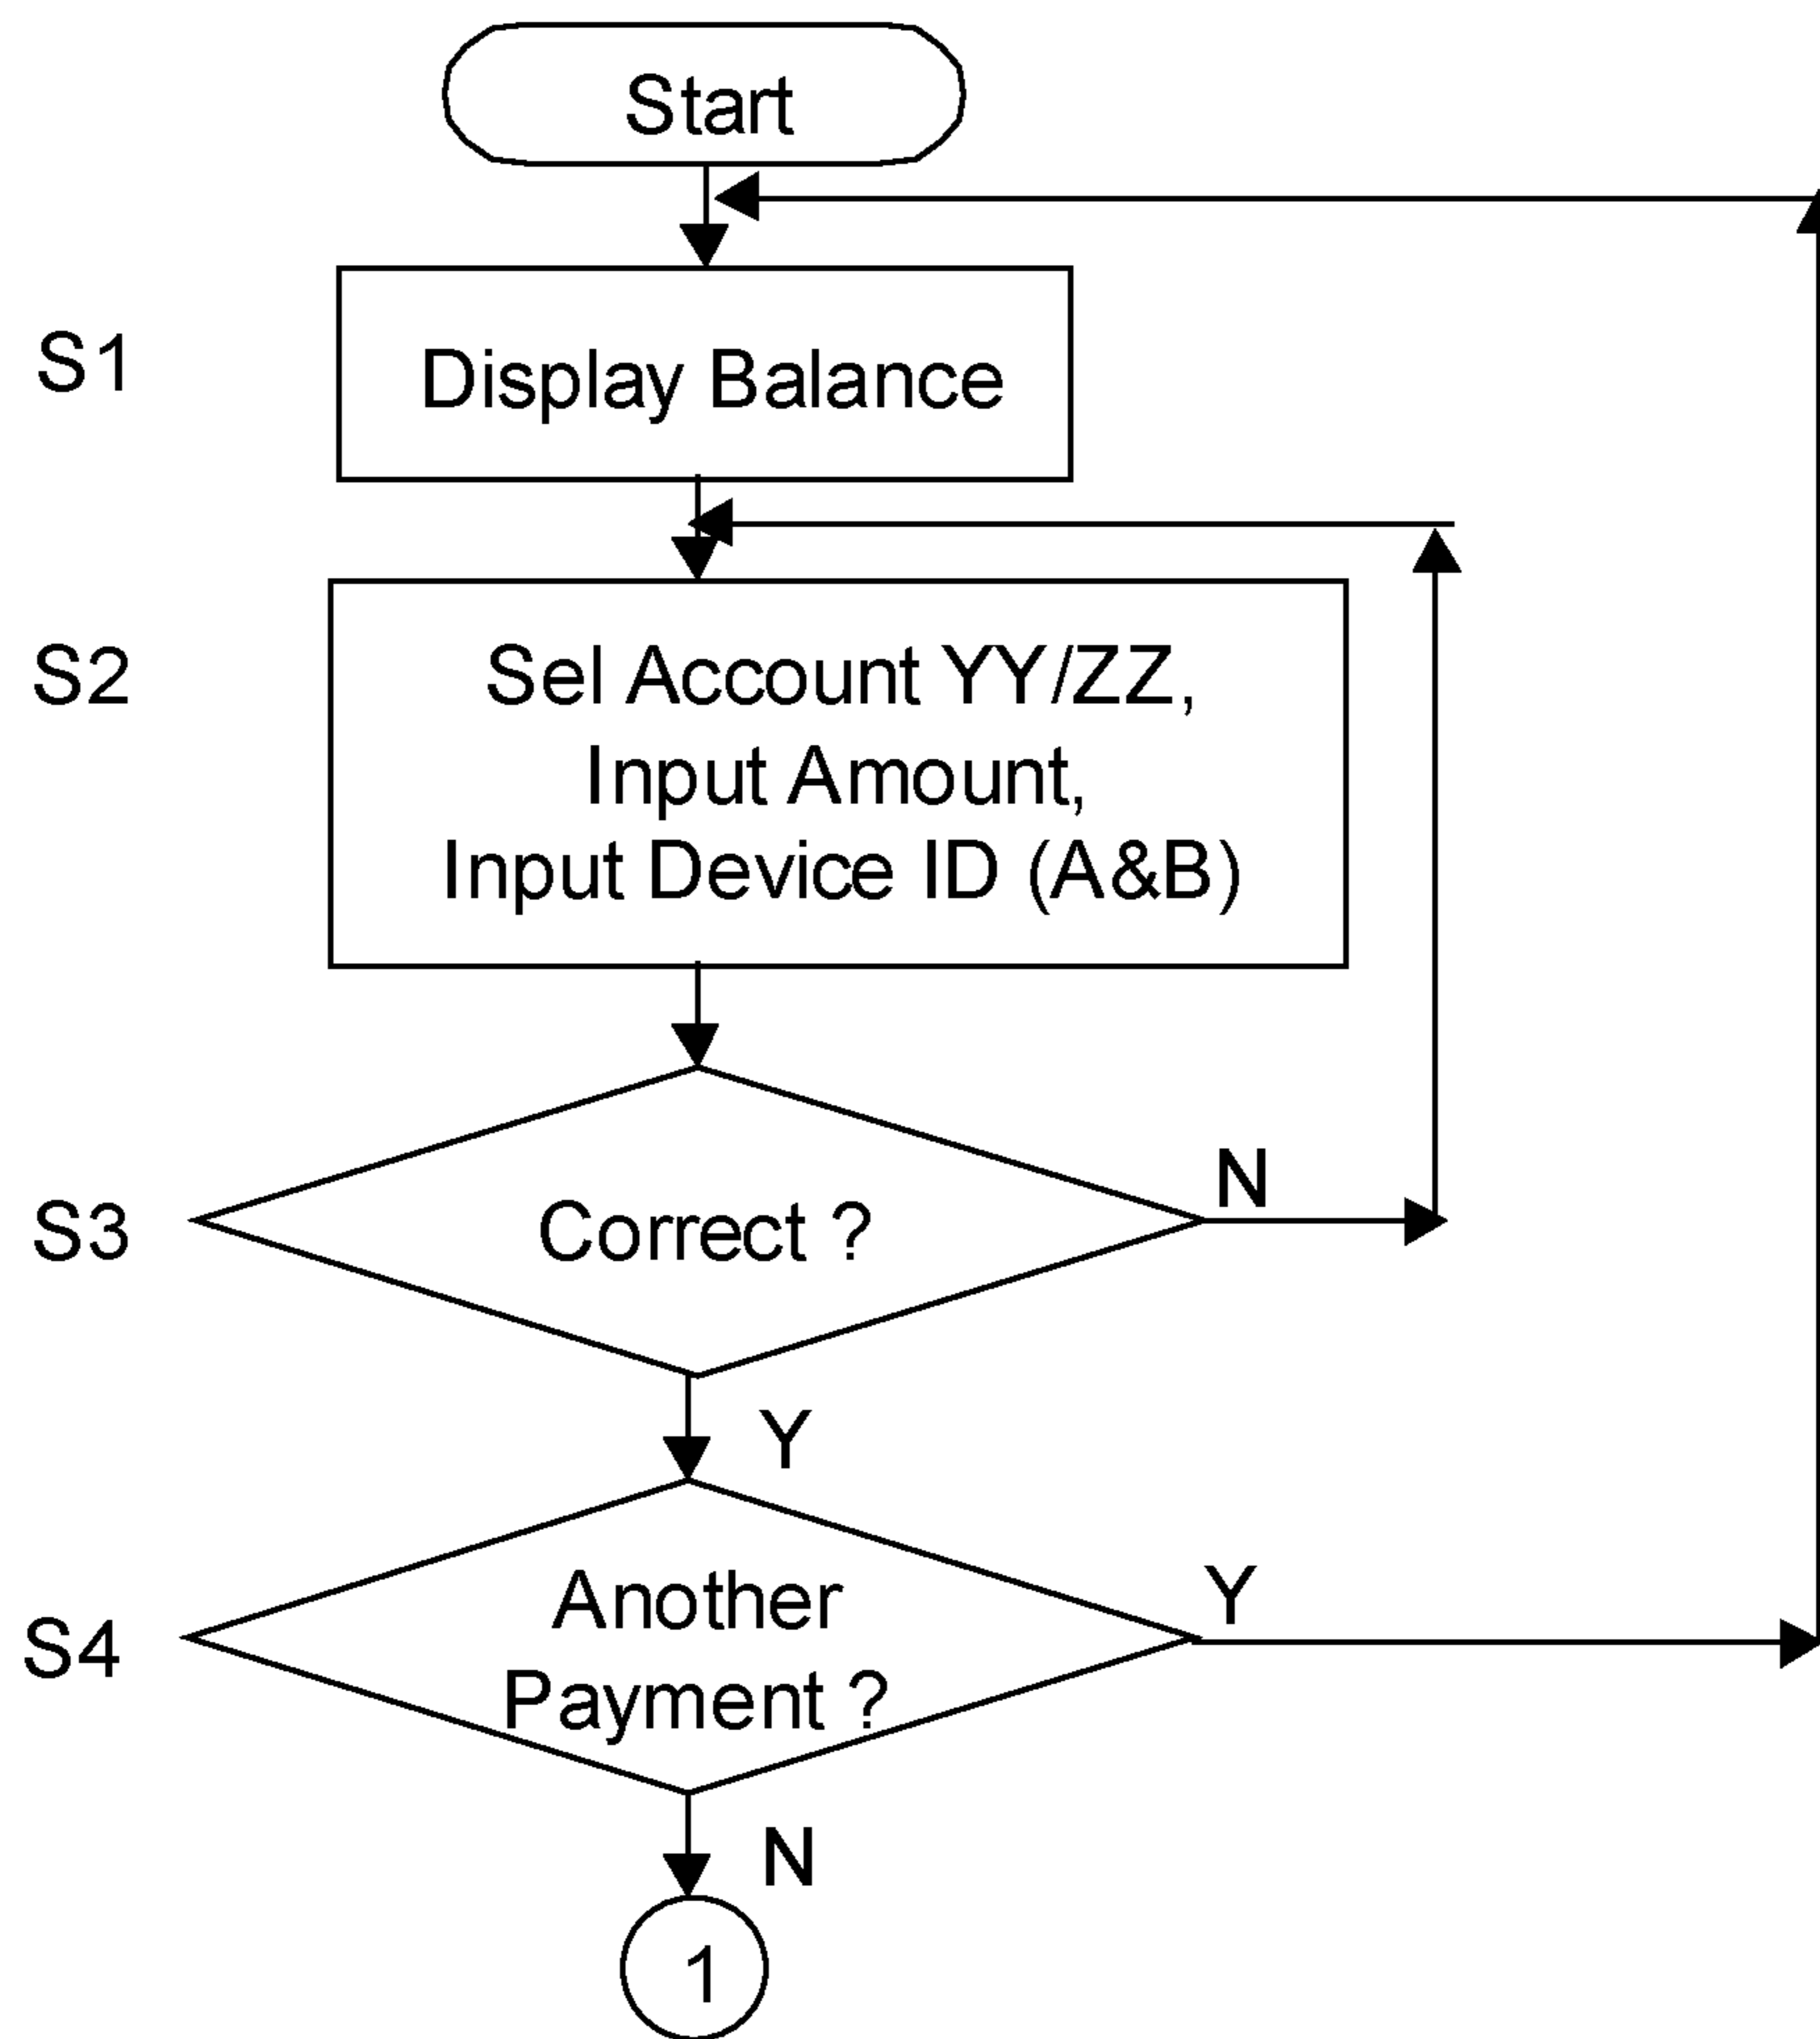 Start
S1
Display Balance
S2
Sel Account YY/ZZ,
Input Amount,
Input Device ID (A&B)
S3
Correct ?
N
Y
S4
Another
Payment ?
Y
N
1